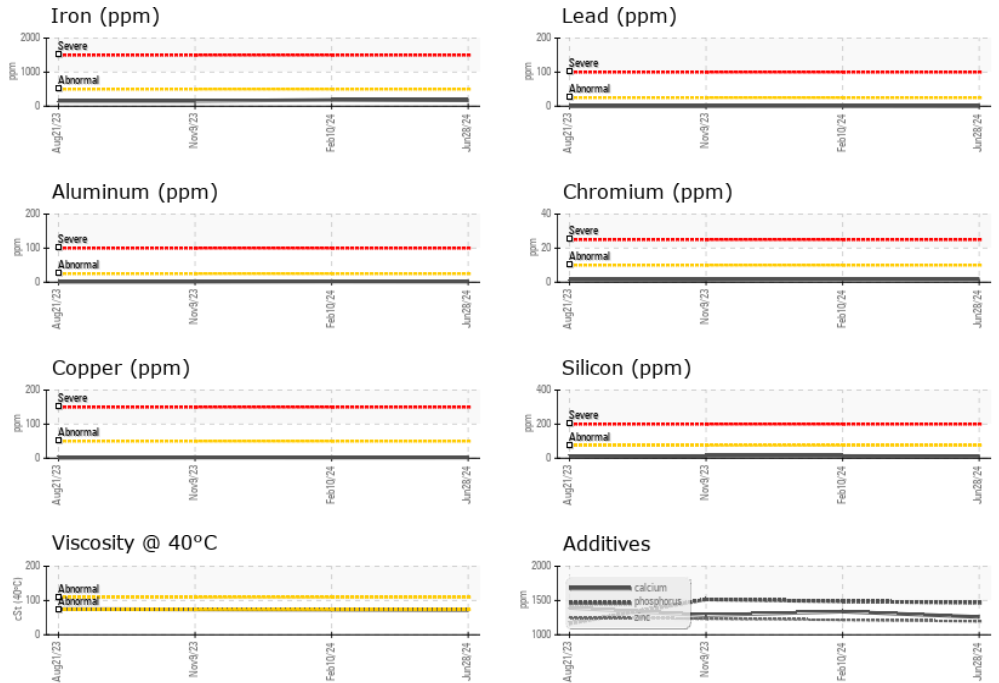 Iron (ppm)
2000
Severe
1000
Abnormal
0
ppm
Aug21/23
Nov9/23
Feb10/24
Jun28/24
Lead (ppm)
200
Severe
100
Abnormal
0
ppm
Aug21/23
Nov9/23
Feb10/24
Jun28/24
Aluminum (ppm)
200
Severe
100
Abnormal
0
ppm
Aug21/23
Nov9/23
Feb10/24
Jun28/24
Chromium (ppm)
40
Severe
20
Abnormal
0
ppm
Aug21/23
Nov9/23
Feb10/24
Jun28/24
Copper (ppm)
200
Severe
100
Abnormal
0
ppm
Aug21/23
Nov9/23
Feb10/24
Jun28/24
Silicon (ppm)
400
Severe
200
Abnormal
0
ppm
Aug21/23
Nov9/23
Feb10/24
Jun28/24
Viscosity @ 40°C
200
Abnormal
100
Abnormal
0
cSt (40°C)
Aug21/23
Nov9/23
Feb10/24
Jun28/24
Additives
2000
calcium
1500
phosphorus
zinc
1000
ppm
Aug21/23
Nov9/23
Feb10/24
Jun28/24